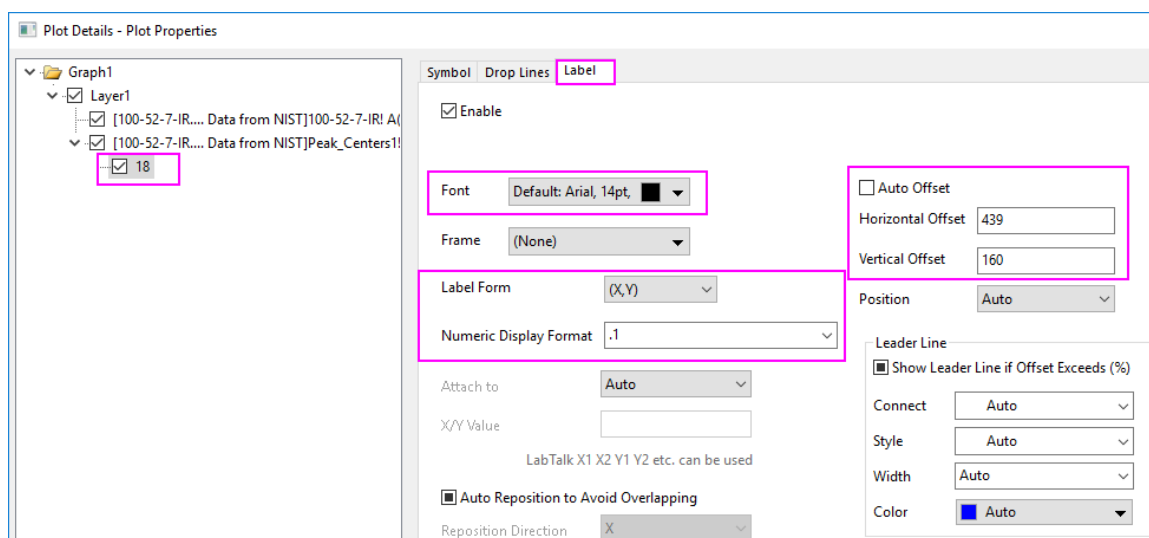 Plot Details - Plot Properties
Graph1
Layer1
[100-52-7-IR.... Data from NIST]100-52-7-IR! A(
[100-52-7-IR.... Data from NIST]Peak_Centers1!
18
Symbol Drop Lines Label
Enable
Font Default: Arial, 14pt,
Frame (None)
Label Form (X,Y)
Numeric Display Format .1
Attach to Auto
X/Y Value
LabTalk X1 X2 Y1 Y2 etc. can be used
Auto Reposition to Avoid Overlapping
Reposition Direction X
Auto Offset
Horizontal Offset 439
Vertical Offset 160
Position Auto
Leader Line
Show Leader Line if Offset Exceeds (%)
Connect Auto
Style Auto
Width Auto
Color Auto